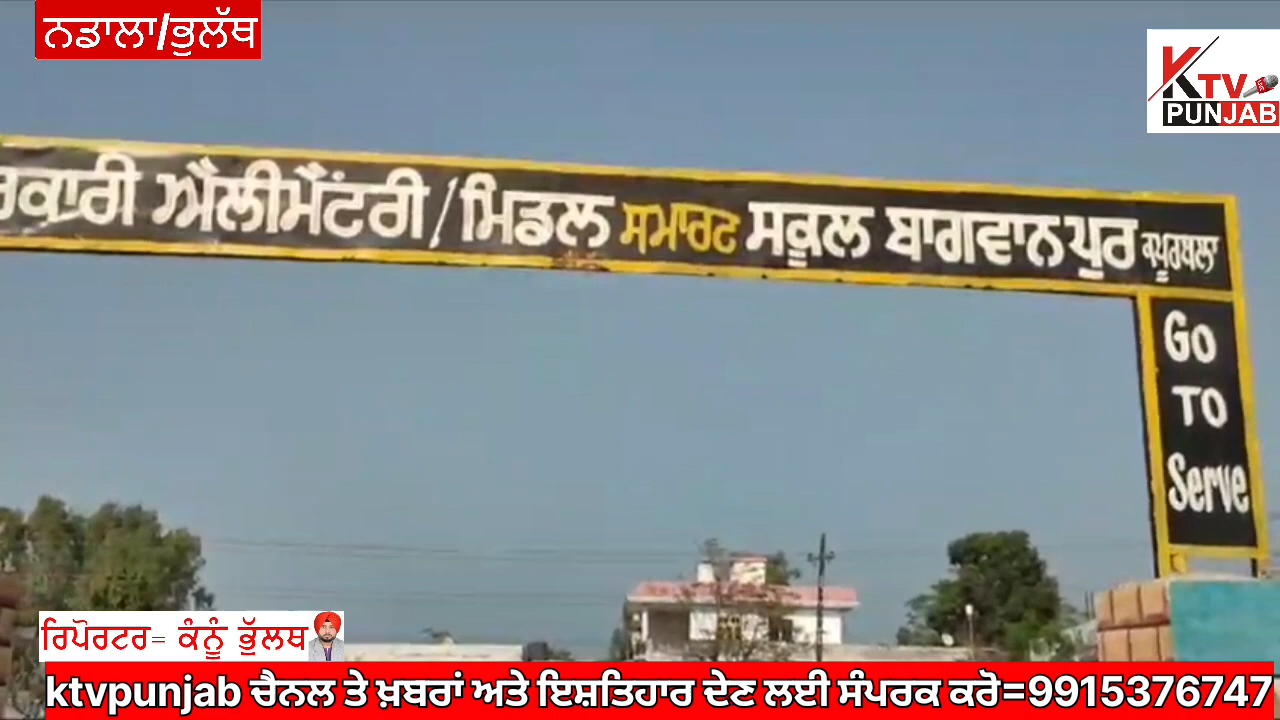 ਨਡਾਲਾ/ਭੁਲੱਥ
KTV
PUNJAB
ਰਕਾਰੀ ਐਲੀਮੈਂਟਰੀ/ਮਿਡਲ ਸਮਾਰਟ ਸਕੂਲ ਬਾਗਵਾਨਪੁਰ ਕਪੂਰਥਲਾ
GO
TO
Serve
ਰਿਪੋਰਟਰ= ਕੰਨੂੰ ਭੁੱਲਥ
ktvpunjab ਚੈਨਲ ਤੇ ਖ਼ਬਰਾਂ ਅਤੇ ਇਸ਼ਤਿਹਾਰ ਦੇਣ ਲਈ ਸੰਪਰਕ ਕਰੋ=9915376747